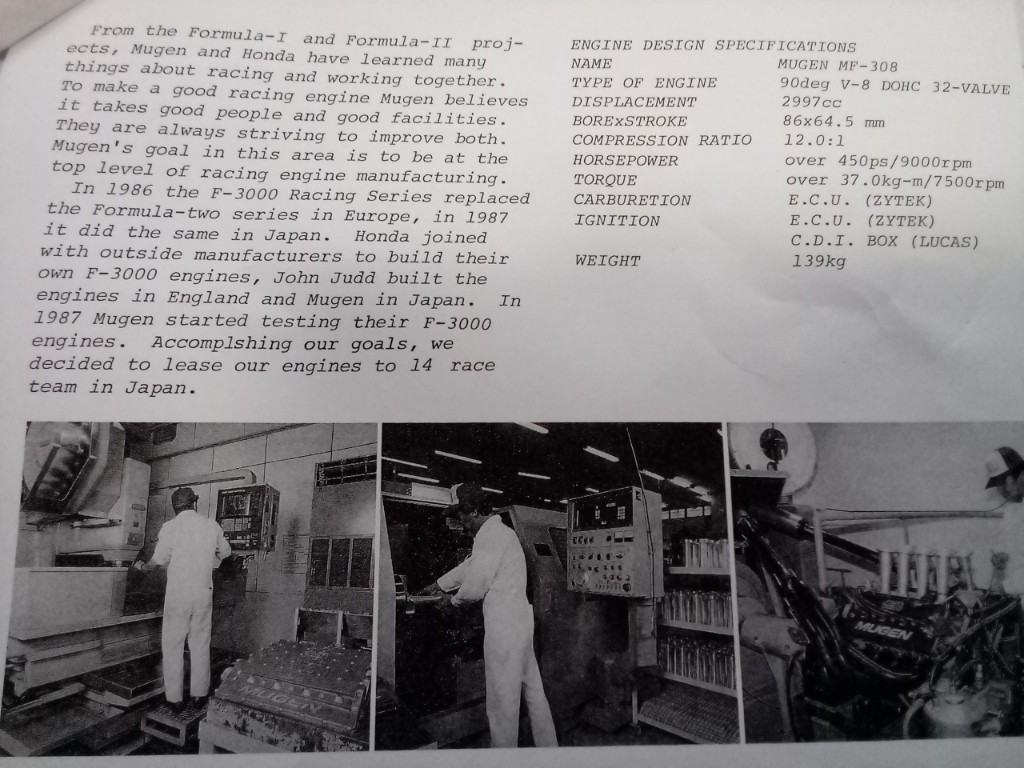 From the Formula-I and Formula-II proj-
ects, Mugen and Honda have learned many
things about racing and working together.
To make a good racing engine Mugen believes
it takes good people and good facilities.
They are always striving to improve both.
Mugen's goal in this area is to be at the
top level of racing engine manufacturing.
In 1986 the F-3000 Racing Series replaced
the Formula-two series in Europe, in 1987
it did the same in Japan. Honda joined
with outside manufacturers to build their
own F-3000 engines, John Judd built the
engines in England and Mugen in Japan. In
1987 Mugen started testing their F-3000
engines. Accomplshing our goals, we
decided to lease our engines to 14 race
team in Japan.
ENGINE DESIGN SPECIFICATIONS
NAME MUGEN MF-308
TYPE OF ENGINE 90deg V-8 DOHC 32-VALVE
DISPLACEMENT 2997cc
BORExSTROKE 86x64.5 mm
COMPRESSION RATIO 12.0:1
HORSEPOWER over 450ps/9000rpm
TORQUE over 37.0kg-m/7500rpm
CARBURETION E.C.U. (ZYTEK)
IGNITION E.C.U. (ZYTEK)
C.D.I. BOX (LUCAS)
WEIGHT 139kg
MUGEN
MUGEN